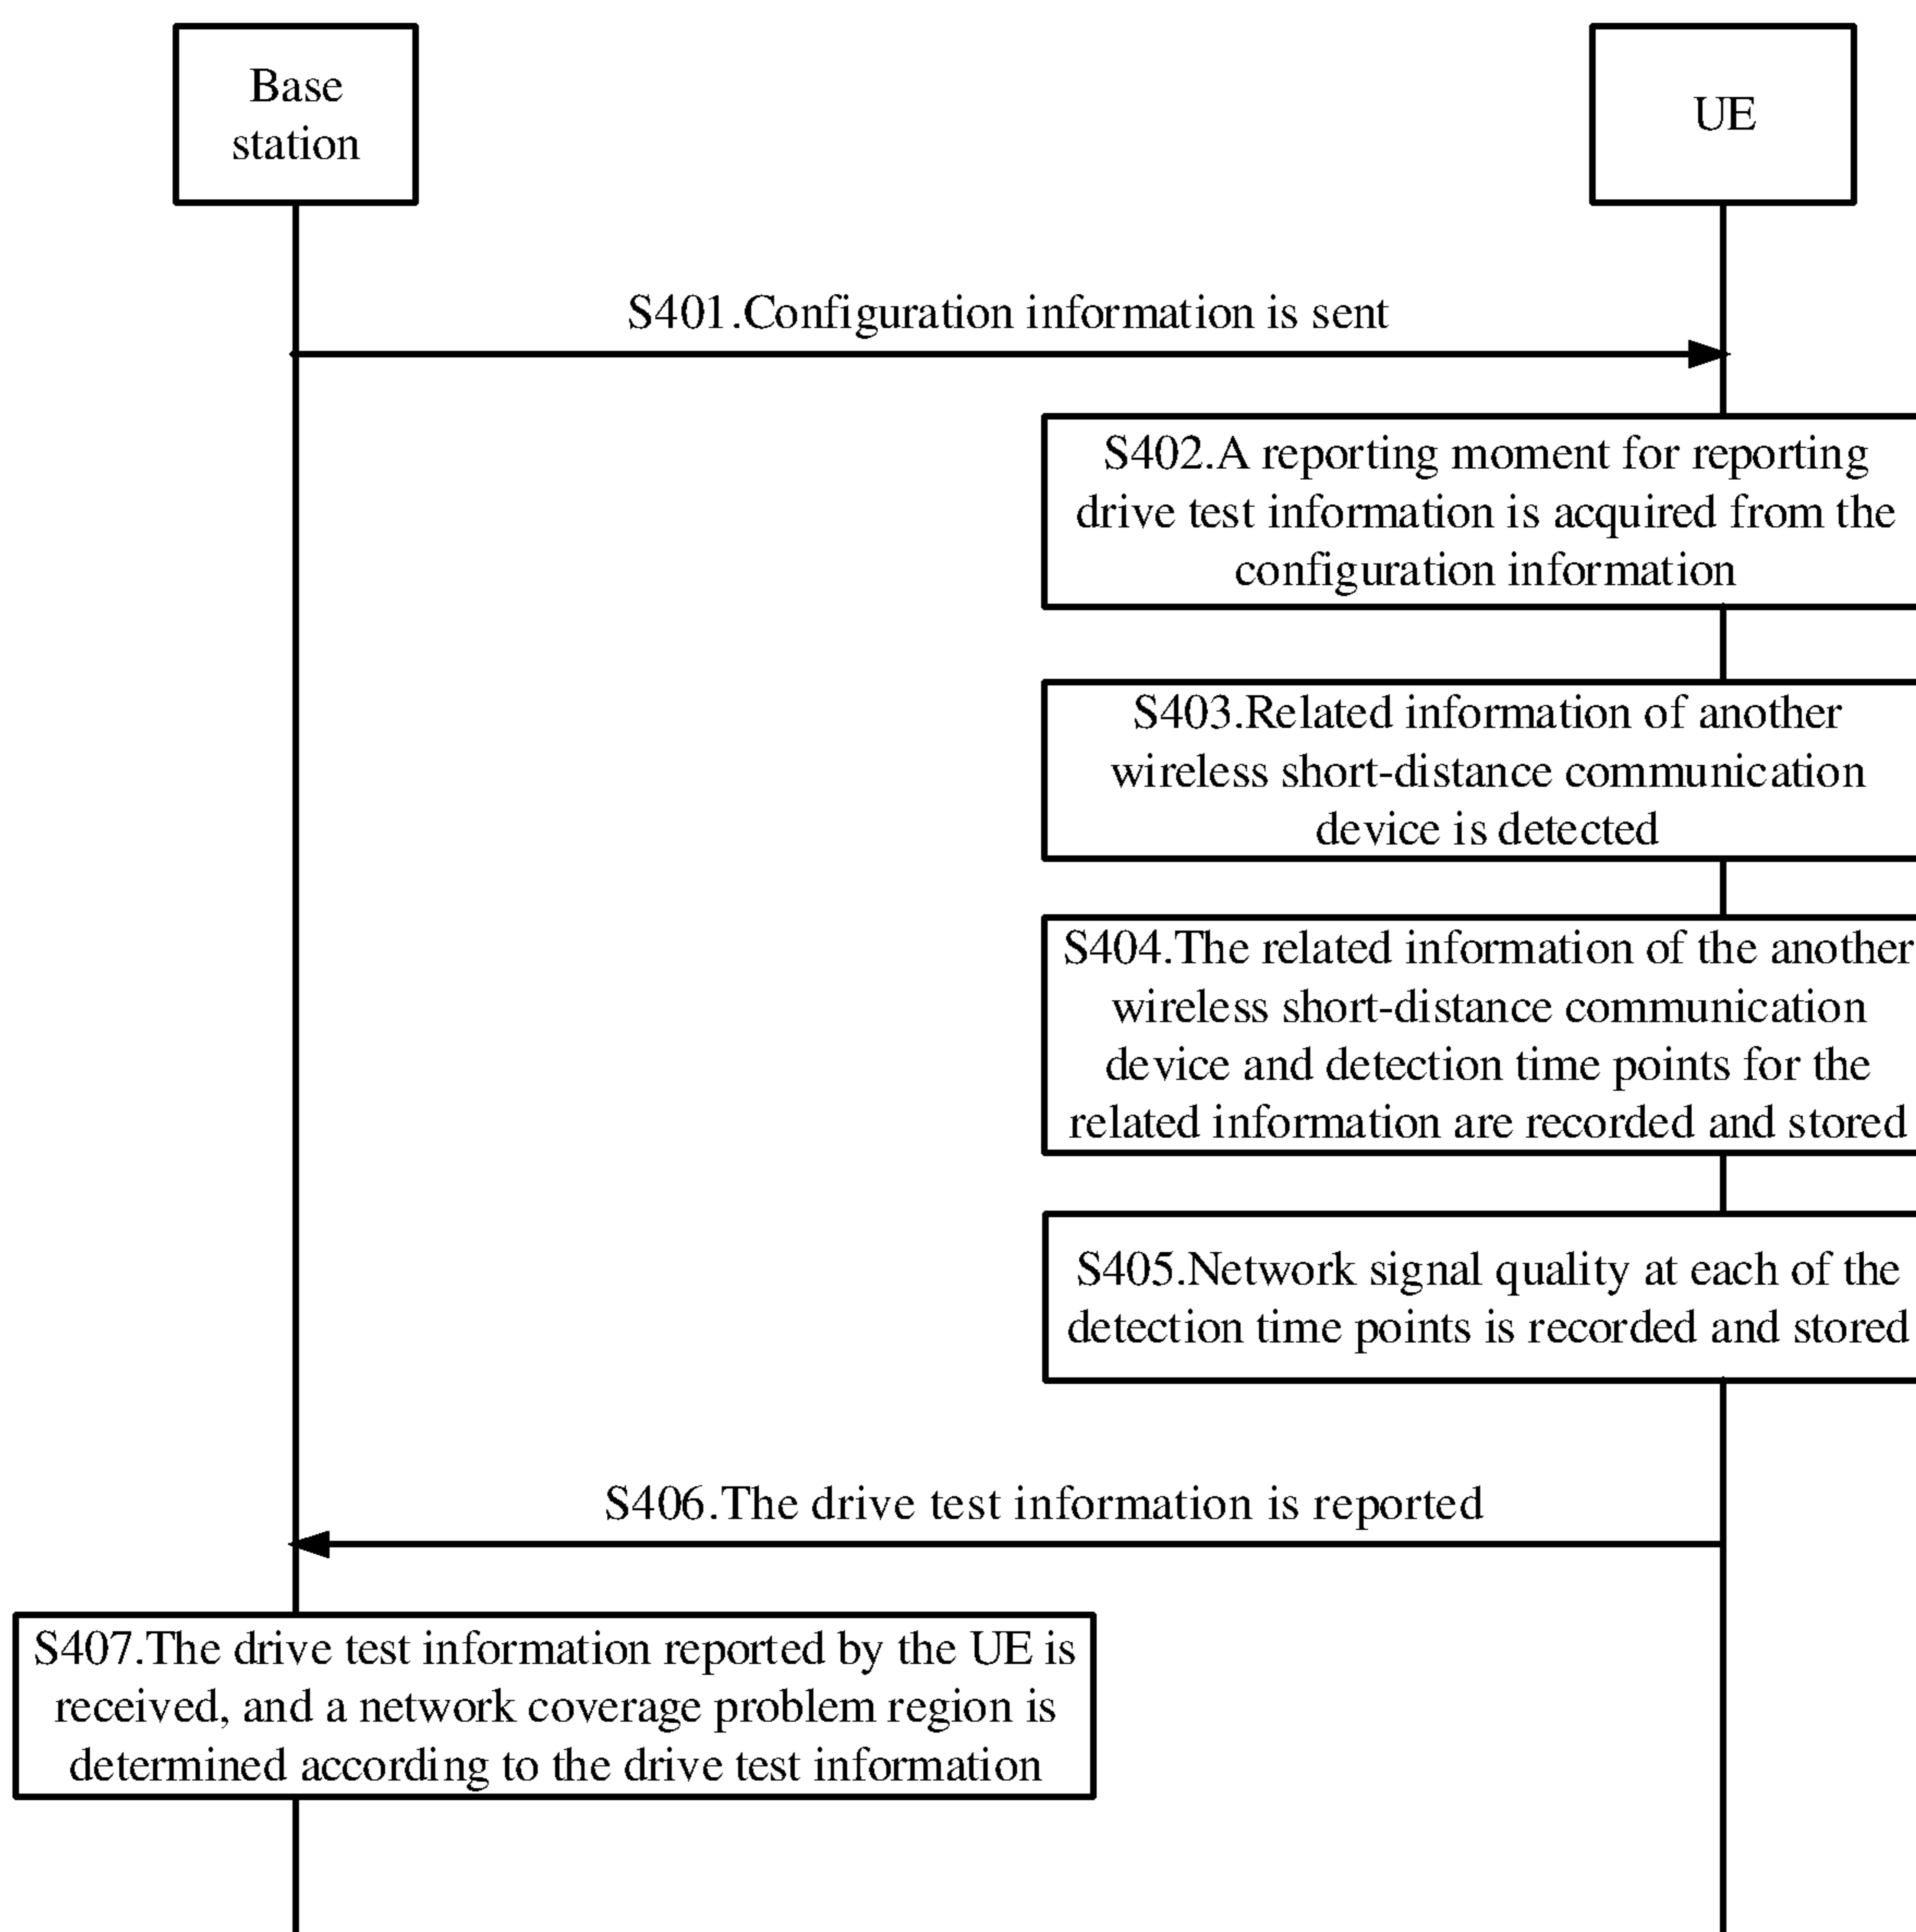 Base
station
UE
S401.Configuration information is sent
S402.A reporting moment for reporting
drive test information is acquired from the
configuration information
S403.Related information of another
wireless short-distance communication
device is detected
S404.The related information of the another
wireless short-distance communication
device and detection time points for the
related information are recorded and stored
S405.Network signal quality at each of the
detection time points is recorded and stored
S406.The drive test information is reported
S407.The drive test information reported by the UE is
received, and a network coverage problem region is
determined according to the drive test information